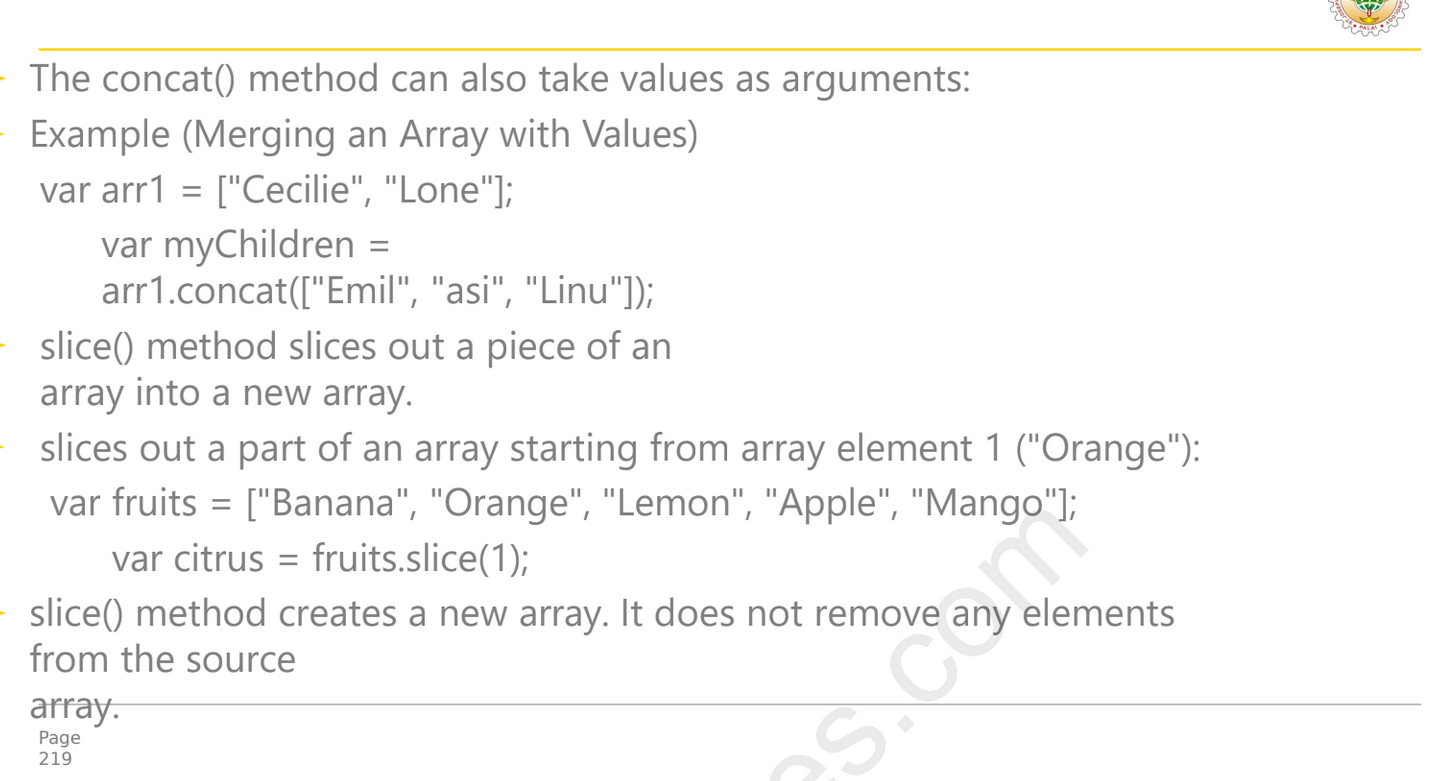 The concat() method can also take values as arguments:
Example (Merging an Array with Values)
var arr1 = ["Cecilie", "Lone"];
var myChildren =
arr1.concat(["Emil", "asi", "Linu"]);
slice() method slices out a piece of an
array into a new array.
slices out a part of an array starting from array element 1 ("Orange"):
var fruits = ["Banana", "Orange", "Lemon", "Apple", "Mango"];
var citrus = fruits.slice(1);
slice() method creates a new array. It does not remove any elements
from the source
array.
Page
219
es.com
PALAI